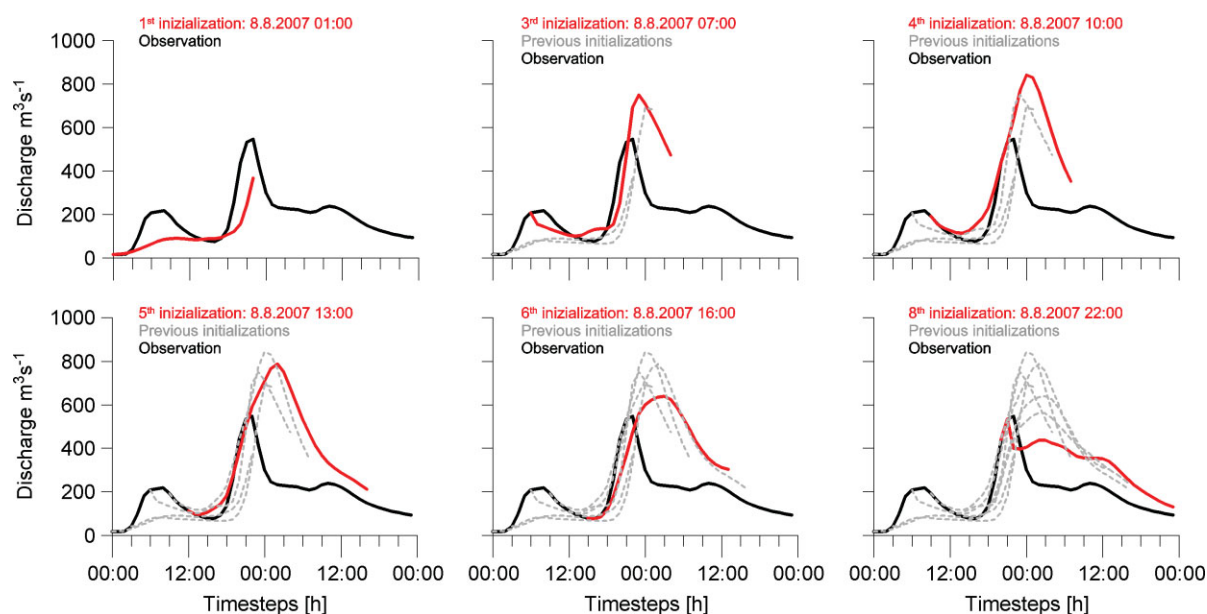 1st inizialization: 8.8.2007 01:00
Observation
3rd inizialization: 8.8.2007 07:00
Previous initializations
Observation
4th inizialization: 8.8.2007 10:00
Previous initializations
Observation
1000
800
600
400
200
0
Discharge m³s⁻¹
5th inizialization: 8.8.2007 13:00
Previous initializations
Observation
6th inizialization: 8.8.2007 16:00
Previous initializations
Observation
8th inizialization: 8.8.2007 22:00
Previous initializations
Observation
1000
800
600
400
200
0
Discharge m³s⁻¹
00:00 12:00 00:00 12:00 00:00
00:00 12:00 00:00 12:00 00:00
00:00 12:00 00:00 12:00 00:00
Timesteps [h]
Timesteps [h]
Timesteps [h]